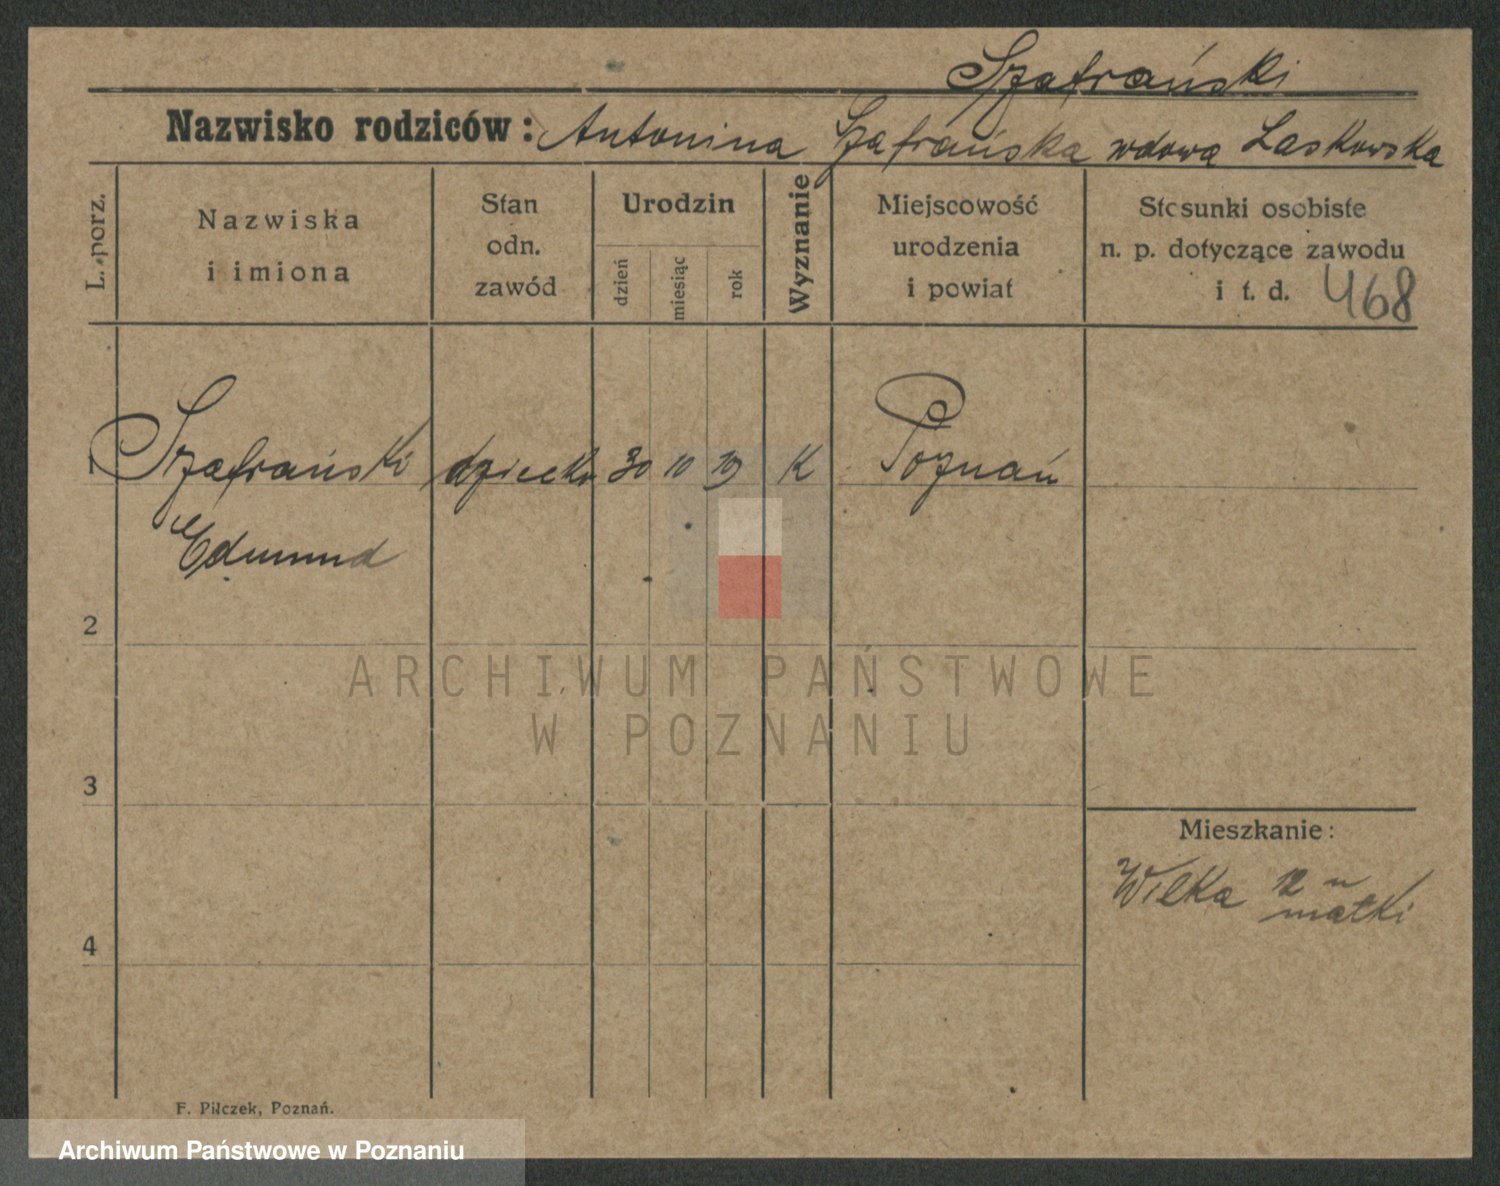 Szafrański
Nazwisko rodziców: Antonina Szafrańska wdowa Laskowska
L. porz.
Nazwiska
i imiona
Stan
odn.
zawód
Urodzin
dzień
miesiąc
rok
Wyznanie
Miejscowość
urodzenia
i powiat
Stosunki osobiste
n. p. dotyczące zawodu
i t. d. 468
1 Szafrański dziecko 30 10 19 K Poznań
Edmund
2
3
4
Mieszkanie:
Wilka 12 u
matki
F. Pilczek, Poznań.
ARCHIWUM PAŃSTWOWE
W POZNANIU
Archiwum Państwowe w Poznaniu